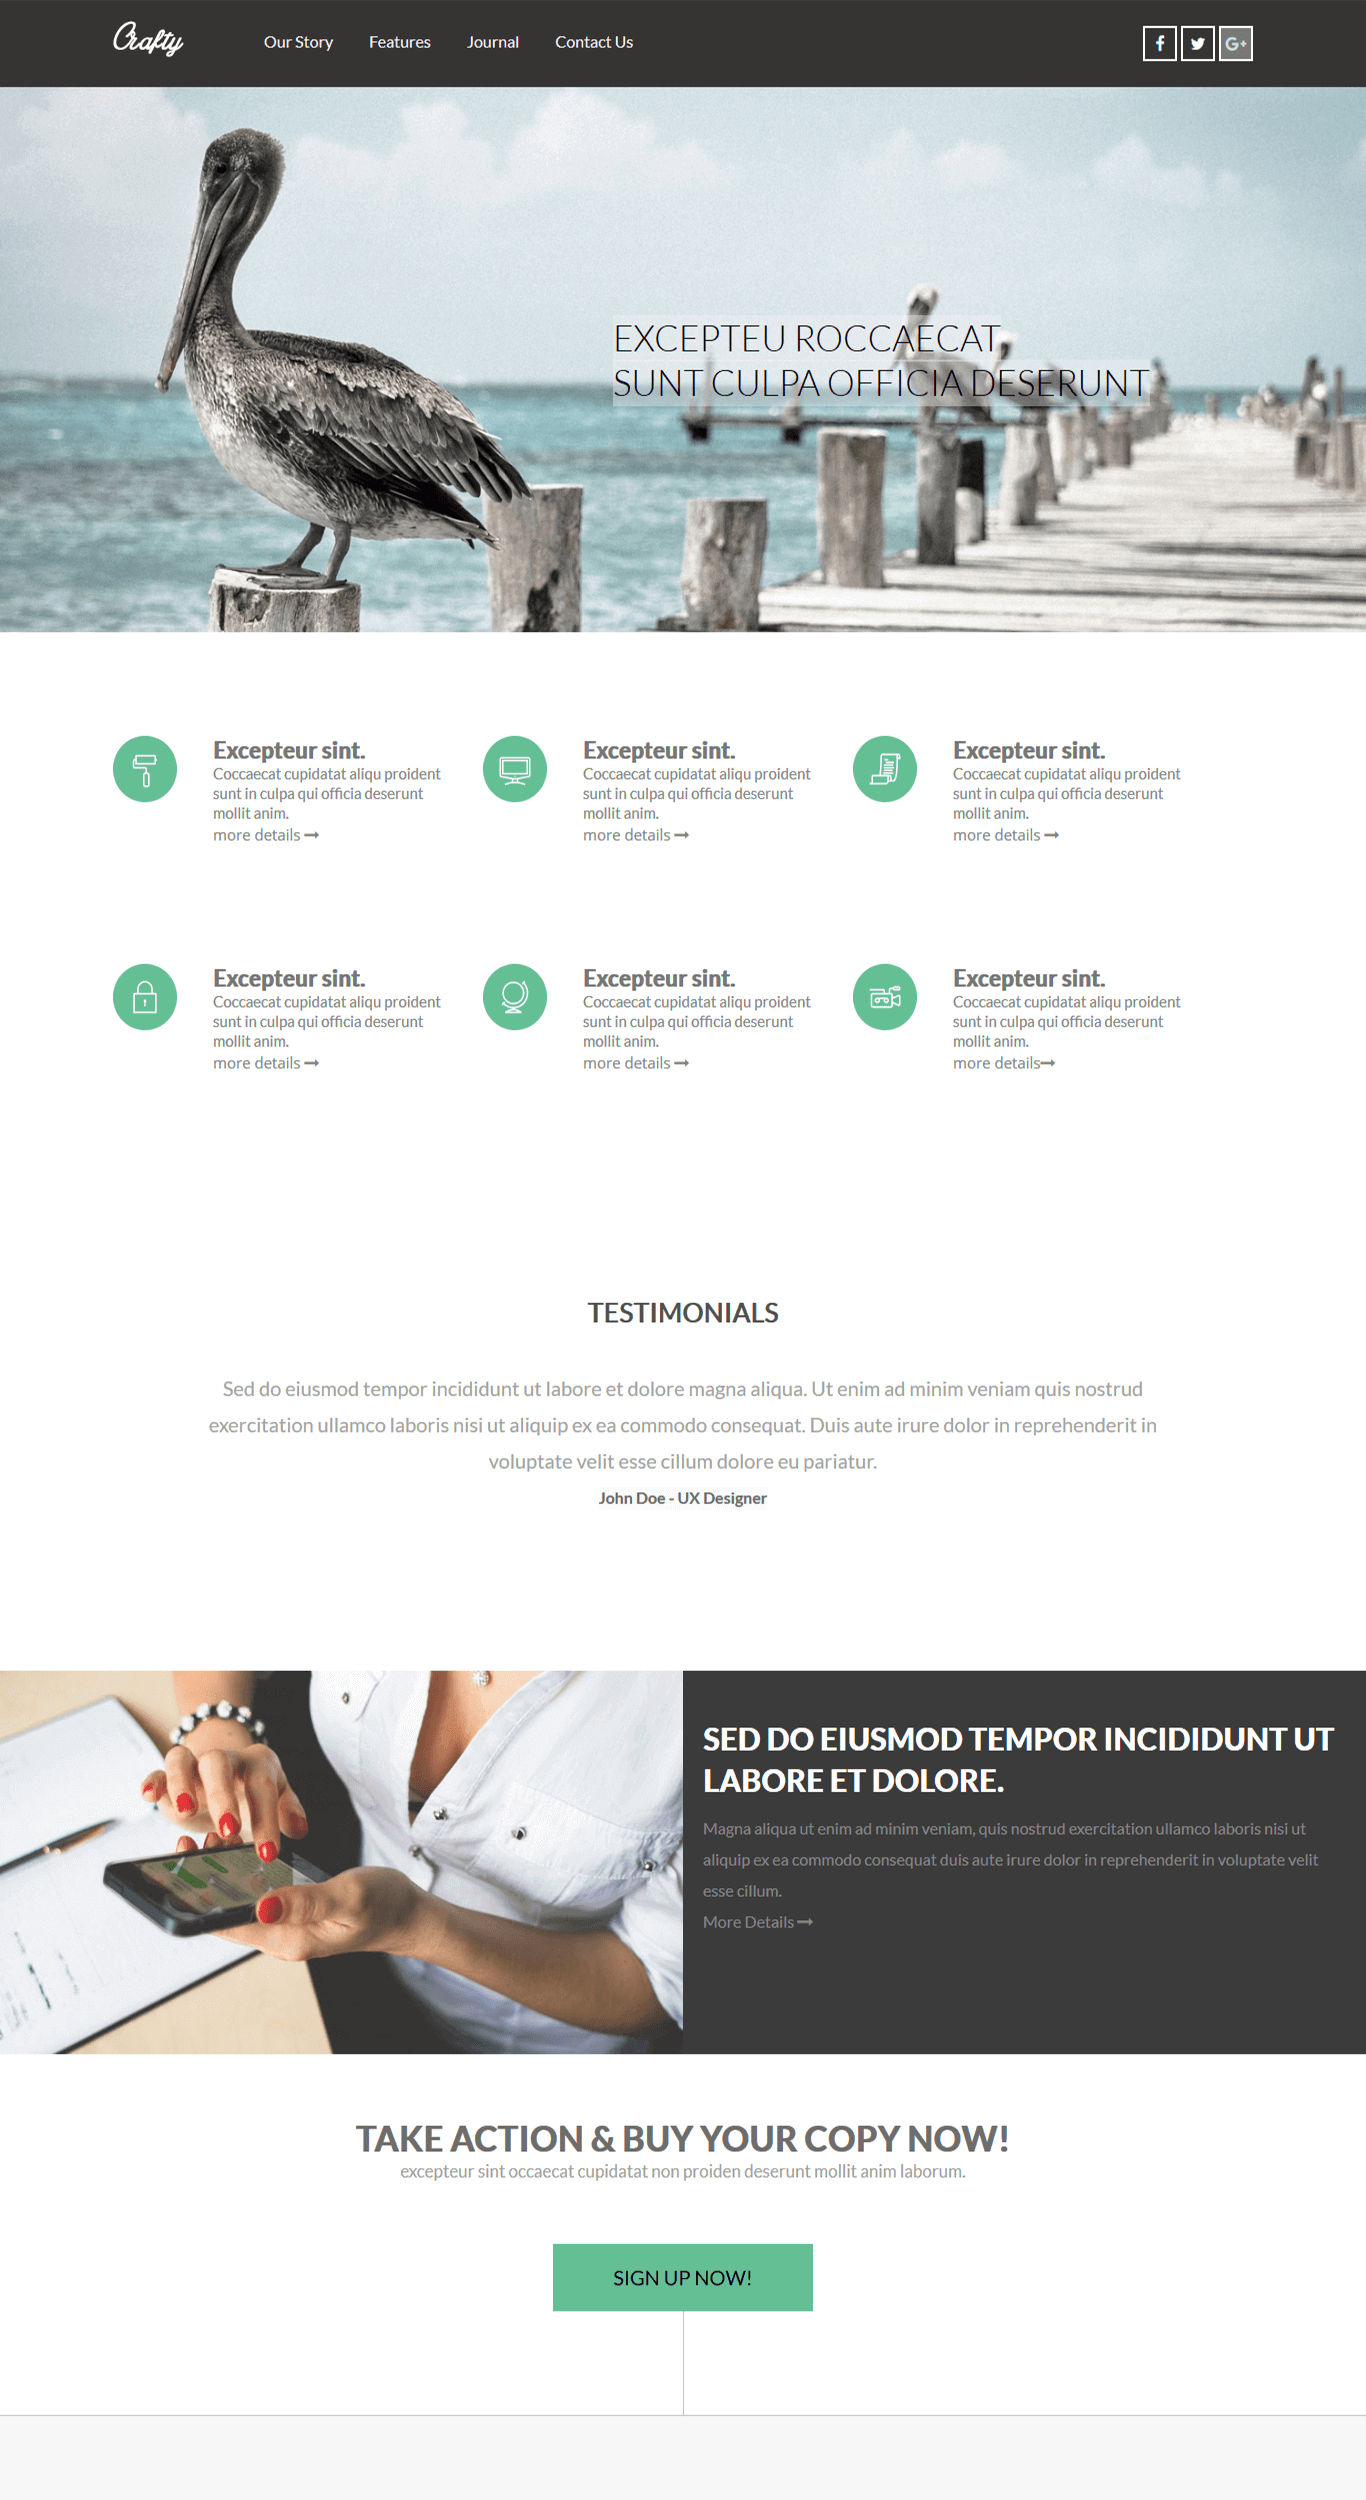 Crafty
Our Story
Features
Journal
Contact Us
G+
EXCEPTEU ROCCAECAT
SUNT CULPA OFFICIA DESERUNT
Excepteur sint.
Coccaecat cupidatat aliqu proident
sunt in culpa qui officia deserunt
mollit anim.
more details
Excepteur sint.
Coccaecat cupidatat aliqu proident
sunt in culpa qui officia deserunt
mollit anim.
more details
Excepteur sint.
Coccaecat cupidatat aliqu proident
sunt in culpa qui officia deserunt
mollit anim.
more details
Excepteur sint.
Coccaecat cupidatat aliqu proident
sunt in culpa qui officia deserunt
mollit anim.
more details
Excepteur sint.
Coccaecat cupidatat aliqu proident
sunt in culpa qui officia deserunt
mollit anim.
more details
Excepteur sint.
Coccaecat cupidatat aliqu proident
sunt in culpa qui officia deserunt
mollit anim.
more details
TESTIMONIALS
Sed do eiusmod tempor incididunt ut labore et dolore magna aliqua. Ut enim ad minim veniam quis nostrud
exercitation ullamco laboris nisi ut aliquip ex ea commodo consequat. Duis aute irure dolor in reprehenderit in
voluptate velit esse cillum dolore eu pariatur.
John Doe - UX Designer
SED DO EIUSMOD TEMPOR INCIDIDUNT UT
LABORE ET DOLORE.
Magna aliqua ut enim ad minim veniam, quis nostrud exercitation ullamco laboris nisi ut
aliquip ex ea commodo consequat duis aute irure dolor in reprehenderit in voluptate velit
esse cillum.
More Details
TAKE ACTION & BUY YOUR COPY NOW!
excepteur sint occaecat cupidatat non proiden deserunt mollit anim laborum.
SIGN UP NOW!